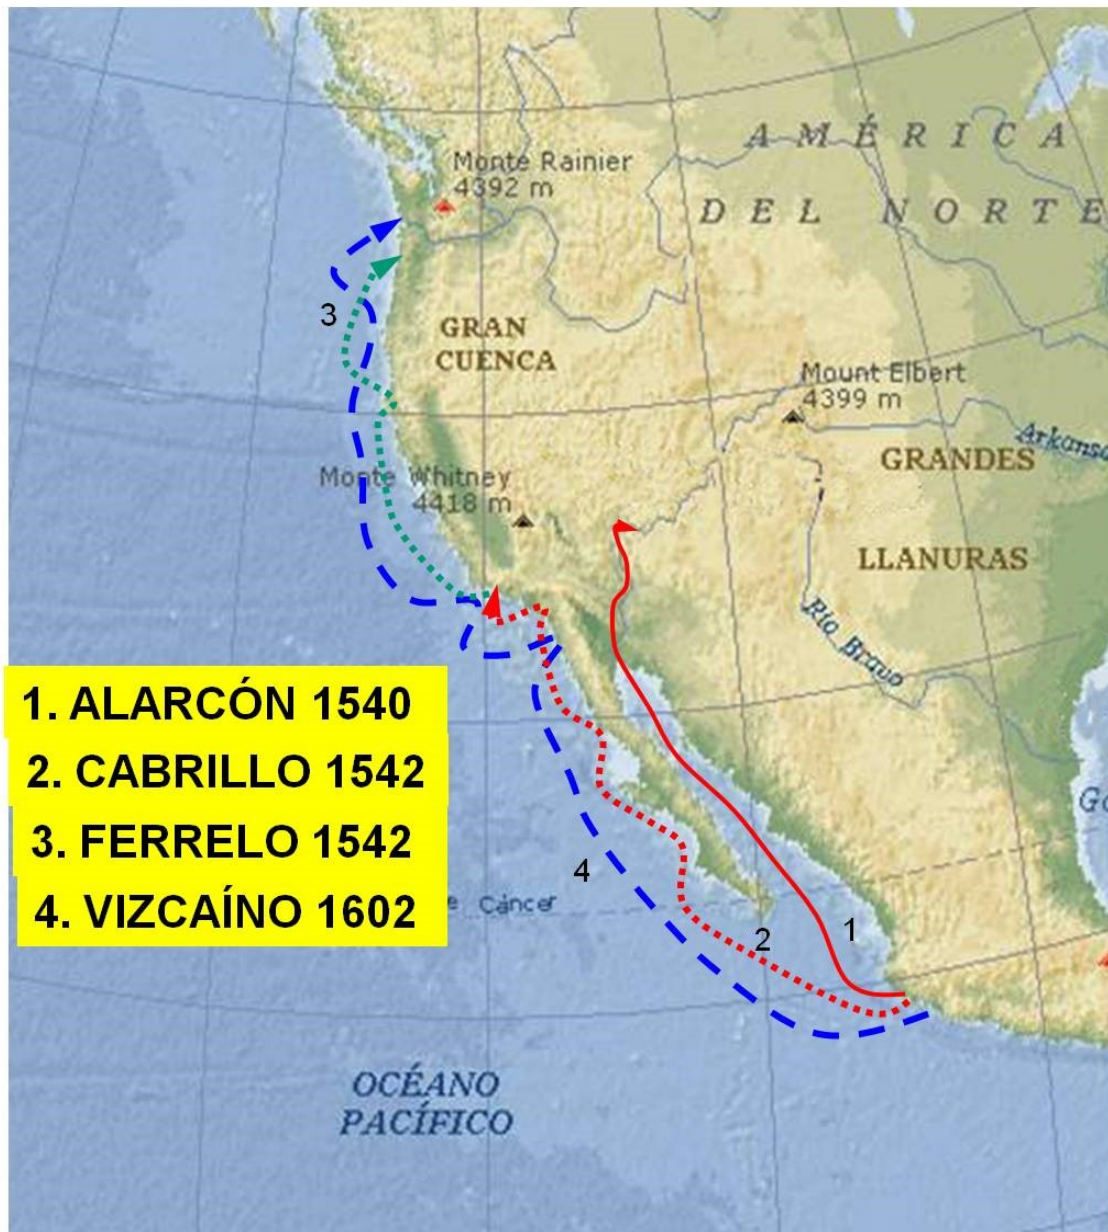 AMÉRICA
Monte Rainier
4392 m
DEL NORTE
3
GRAN
CUENCA
Mount Elbert
4399 m
GRANDES
Monte Whitney
4418 m
LLANURAS
Río Bravo
1. ALARCÓN 1540
2. CABRILLO 1542
3. FERRELO 1542
4. VIZCAÍNO 1602
4
Cáncer
2
1
OCÉANO
PACÍFICO